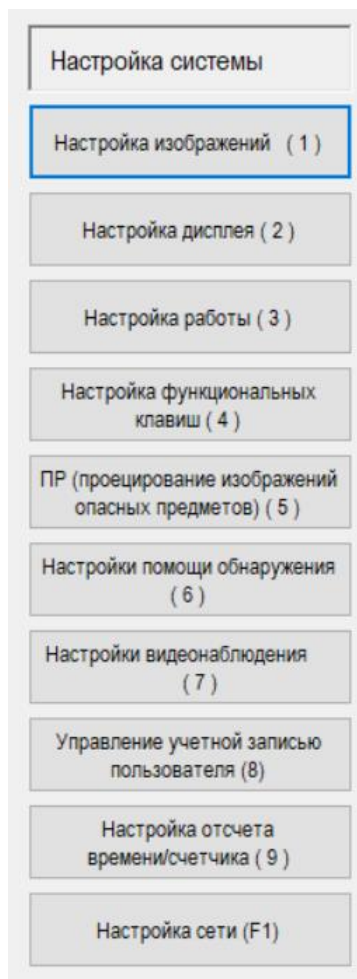 Настройка системы
Настройка изображений ( 1 )
Настройка дисплея ( 2 )
Настройка работы ( 3 )
Настройка функциональных
клавиш ( 4 )
ПР (проецирование изображений
опасных предметов) ( 5 )
Настройки помощи обнаружения
( 6 )
Настройки видеонаблюдения
( 7 )
Управление учетной записью
пользователя (8)
Настройка отсчета
времени/счетчика ( 9 )
Настройка сети (F1)